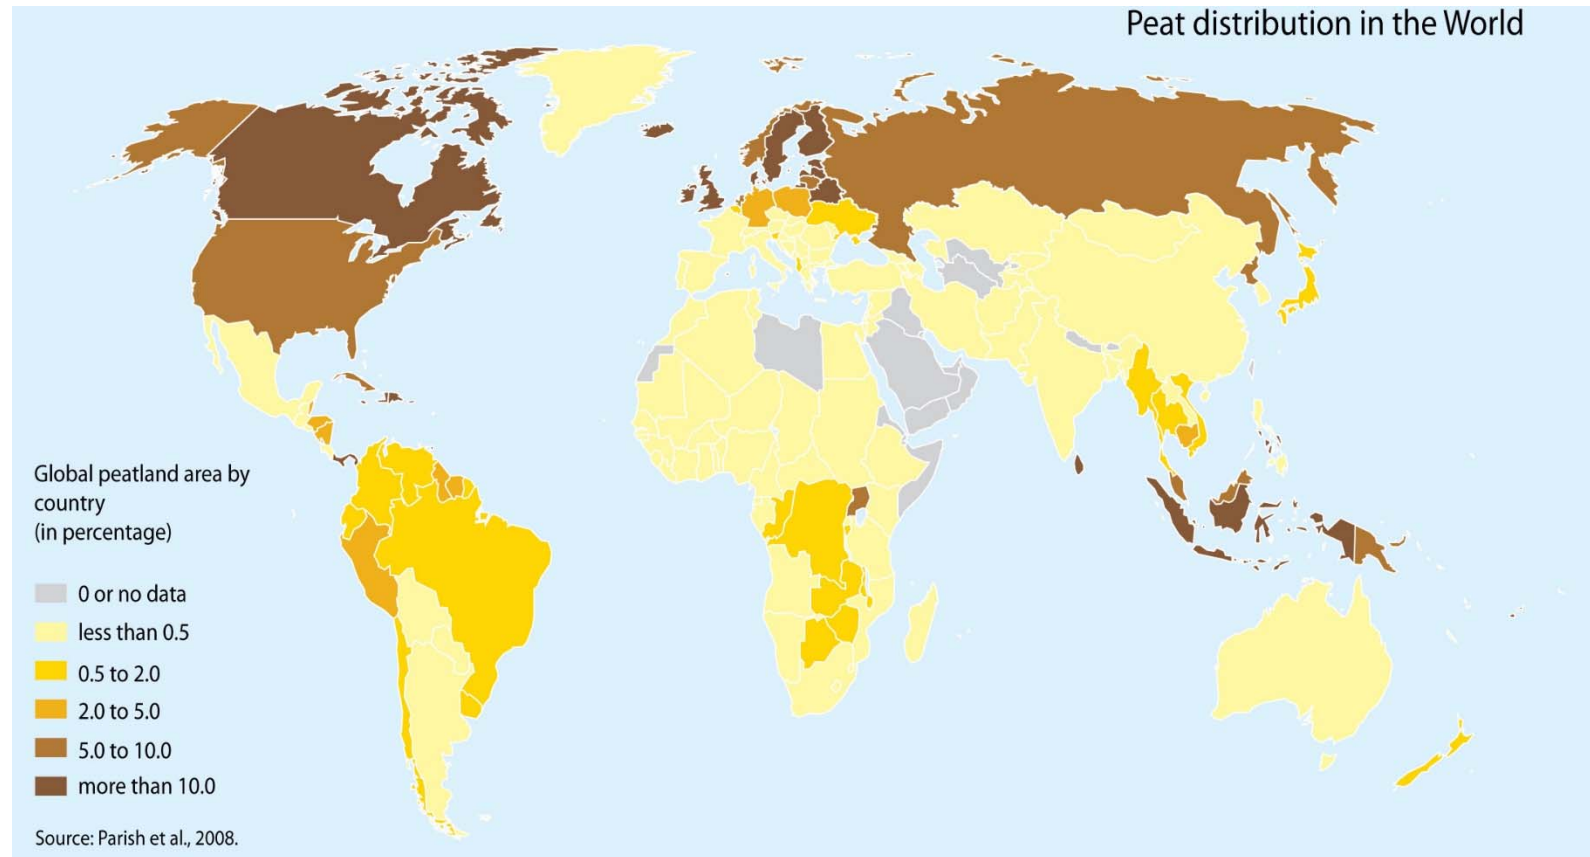 Peat distribution in the World
Global peatland area by
country
(in percentage)
0 or no data
less than 0.5
0.5 to 2.0
2.0 to 5.0
5.0 to 10.0
more than 10.0
Source: Parish et al., 2008.